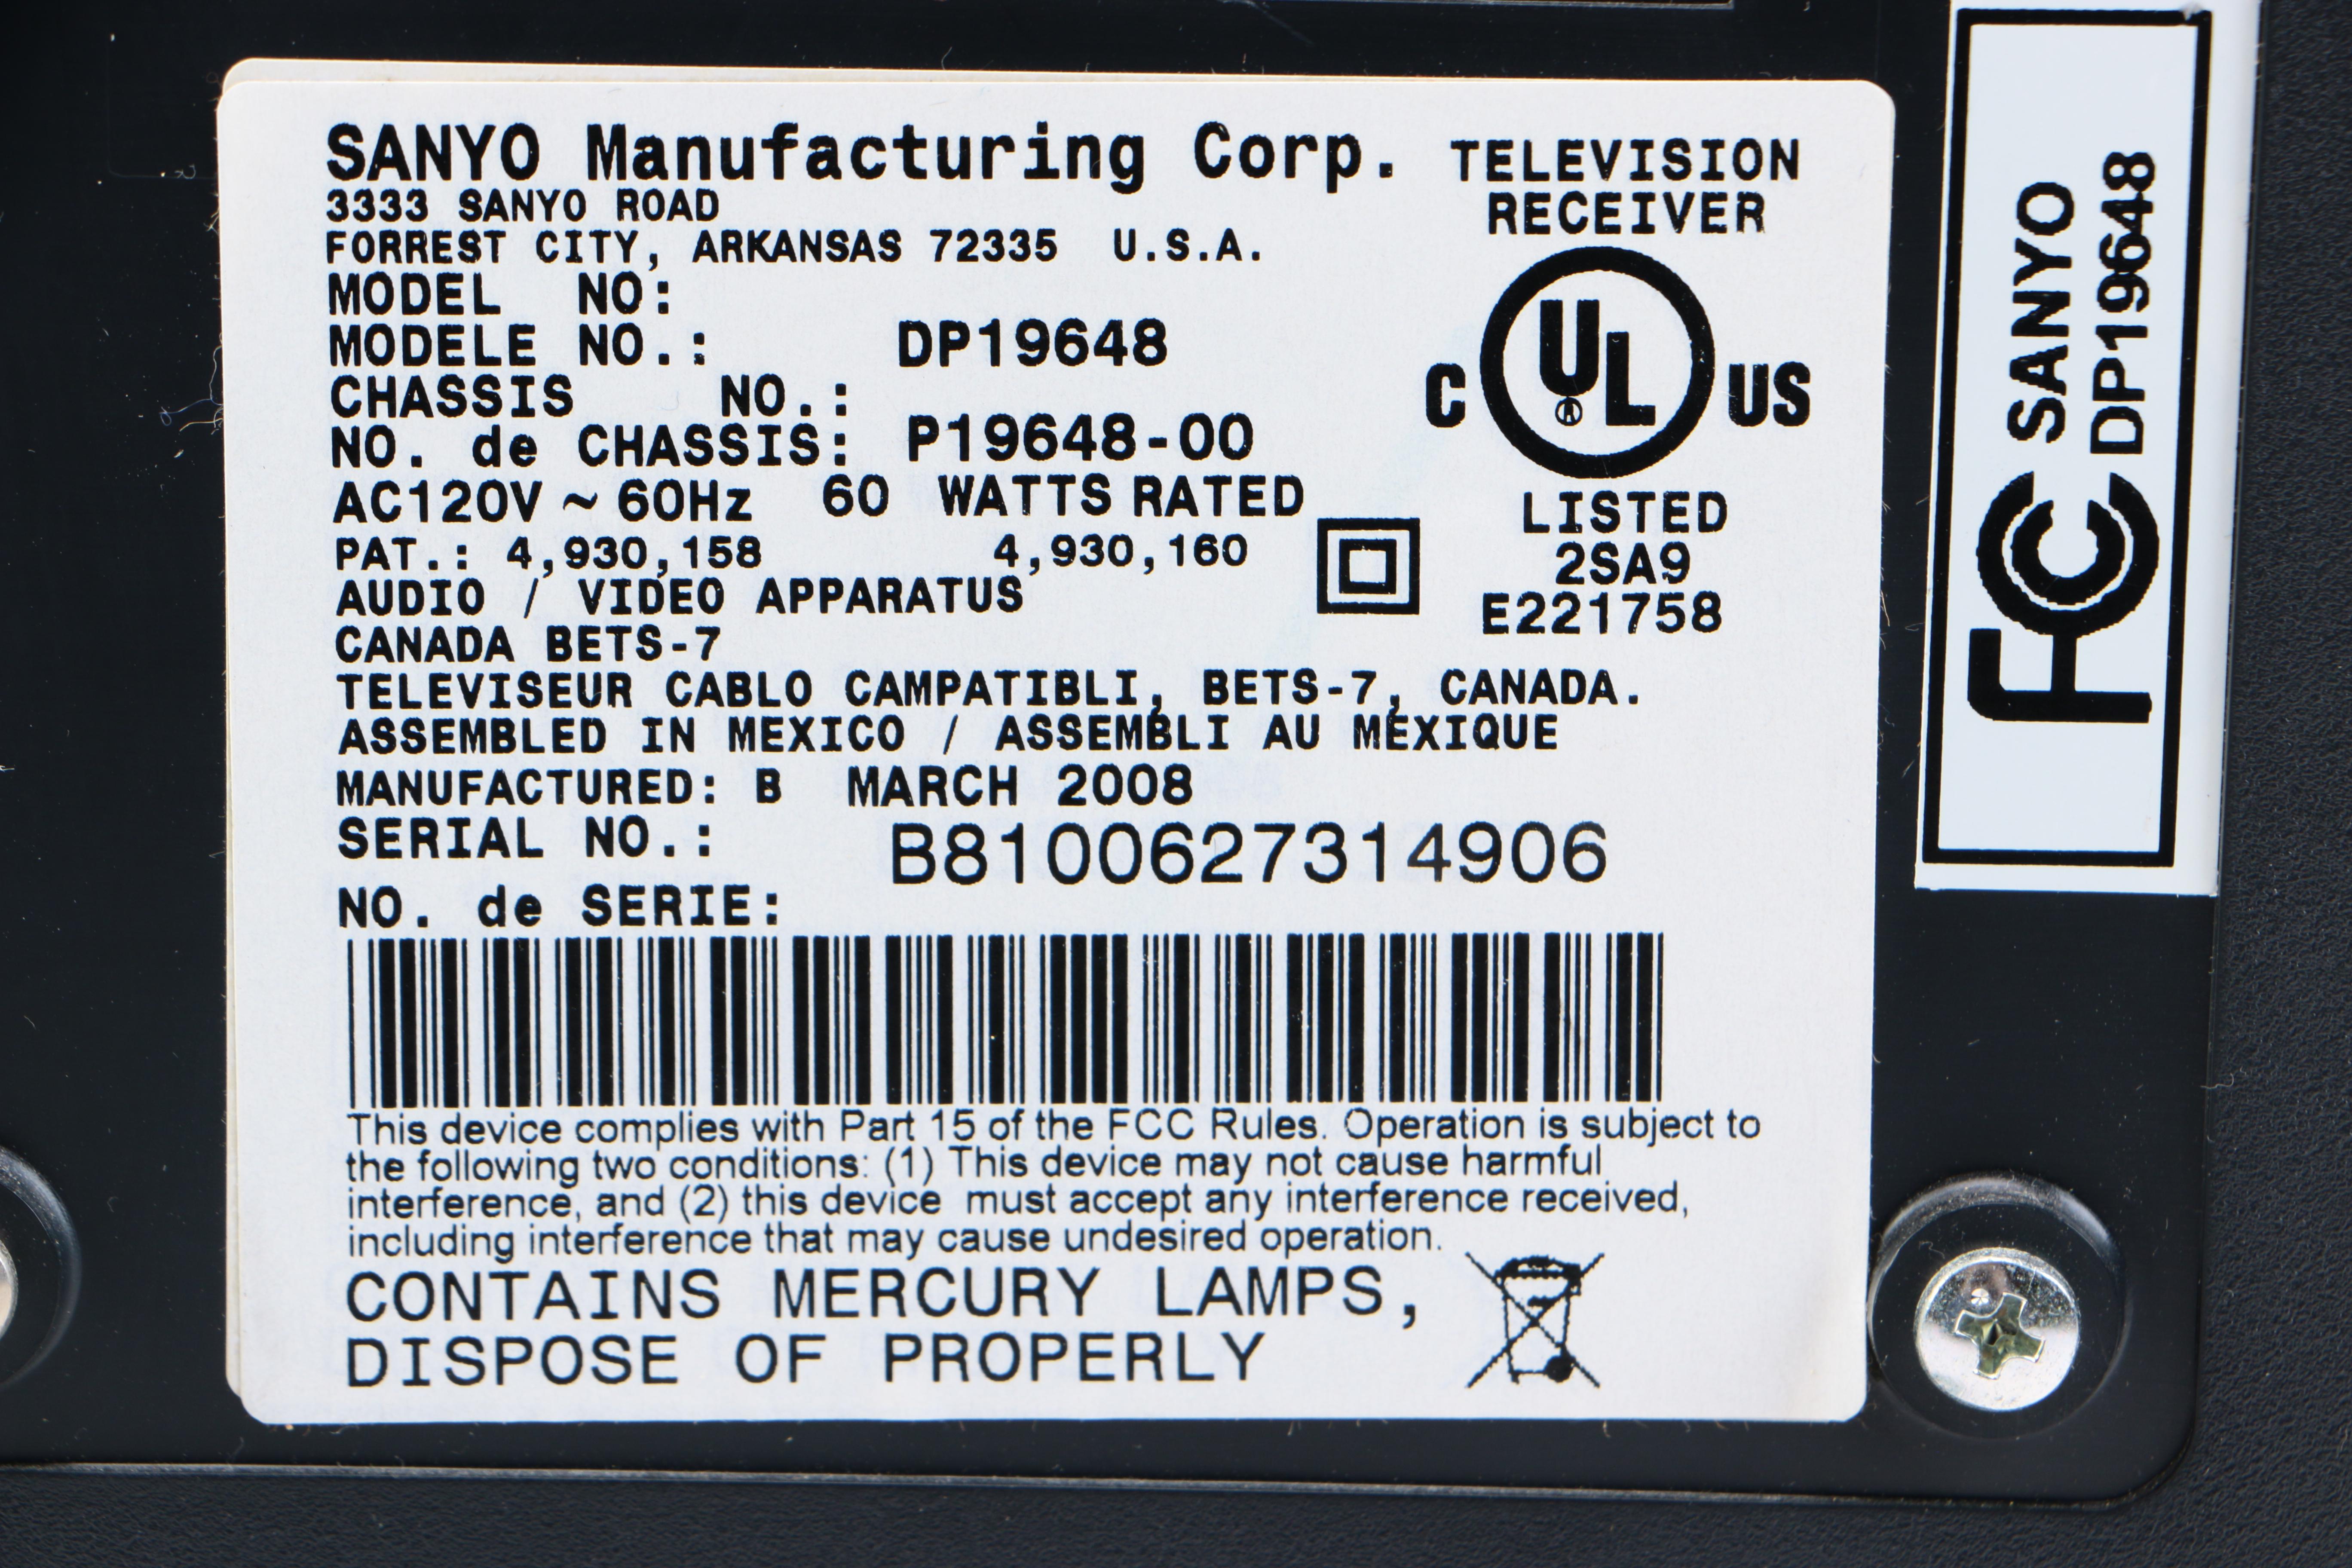 SANYO Manufacturing Corp.
3333 SANYO ROAD
FORREST CITY, ARKANSAS 72335 U.S.A.
TELEVISION
RECEIVER
MODEL NO:
MODELE NO.: DP19648
CHASSIS NO.:
NO. de CHASSIS: P19648-00
C UL ® US
AC120V ~ 60Hz 60 WATTS RATED
LISTED
PAT.: 4,930,158 4,930,160
2SA9
AUDIO / VIDEO APPARATUS
E221758
CANADA BETS-7
TELEVISEUR CABLO CAMPATIBLI, BETS-7, CANADA.
ASSEMBLED IN MEXICO / ASSEMBLI AU MEXIQUE
MANUFACTURED: B MARCH 2008
SERIAL NO.: B8100627314906
NO. de SERIE:
This device complies with Part 15 of the FCC Rules. Operation is subject to
the following two conditions: (1) This device may not cause harmful
interference, and (2) this device must accept any interference received,
including interference that may cause undesired operation.
CONTAINS MERCURY LAMPS,
DISPOSE OF PROPERLY
FC SANYO
DP19648